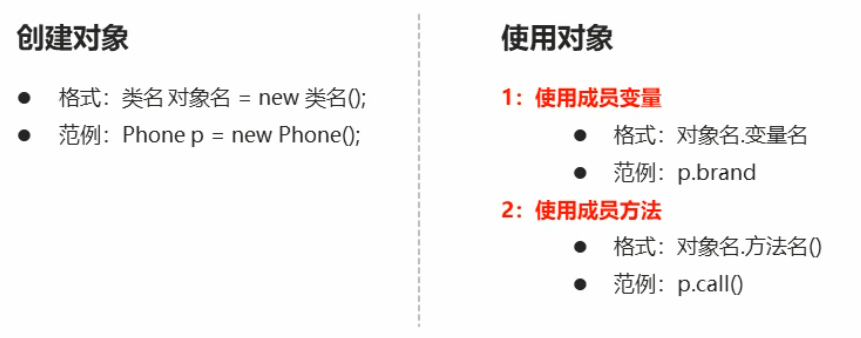 创建对象
● 格式：类名 对象名 = new 类名();
● 范例：Phone p = new Phone();
使用对象
1：使用成员变量
● 格式：对象名.变量名
● 范例：p.brand
2：使用成员方法
● 格式：对象名.方法名()
● 范例：p.call()